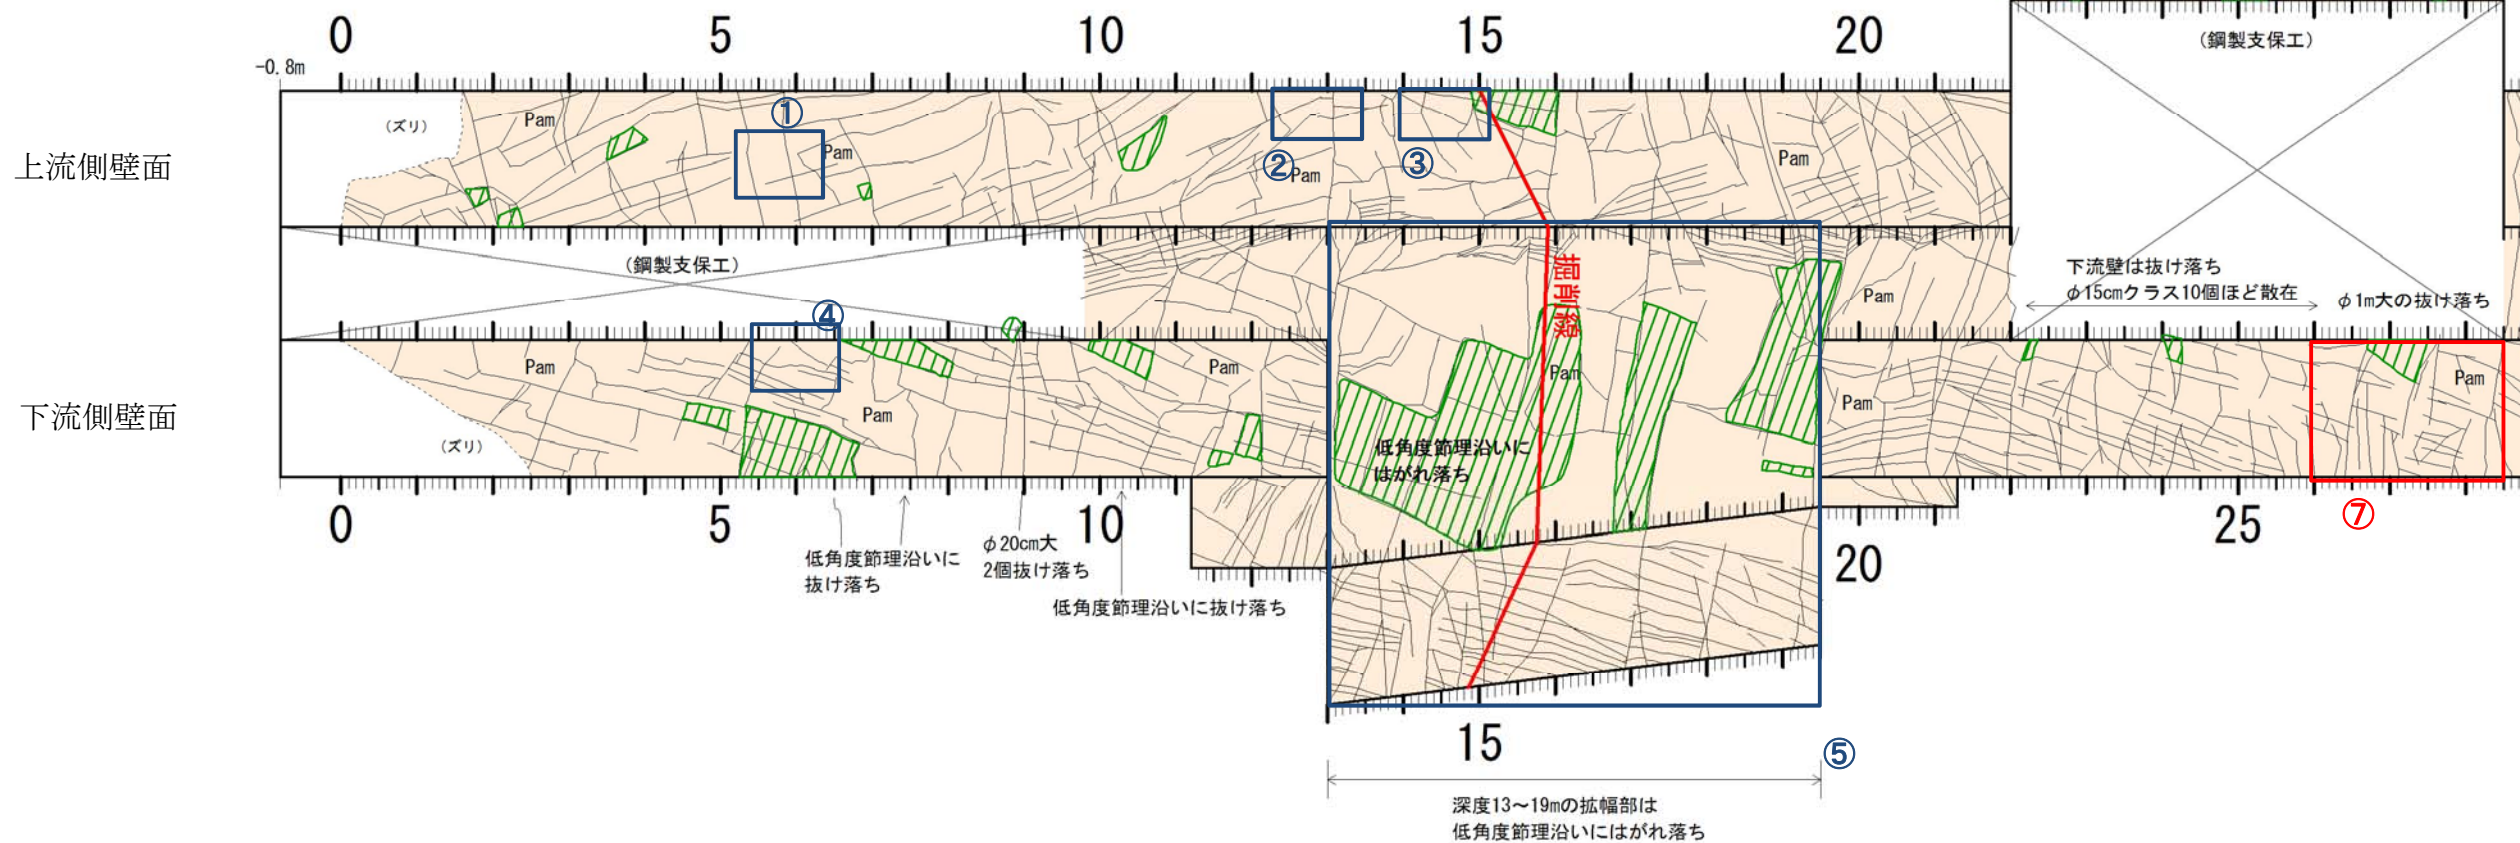 0 5 10 15 20
-0.8m
(鋼製支保工)
(ズリ)
Pam
①
Pam
②
Pam
③
Pam
上流側壁面
(鋼製支保工)
掘削線
Pam
下流壁は抜け落ち
φ15cmクラス10個ほど散在
φ1m大の抜け落ち
④
Pam
Pam
Pam
Pam
Pam
Pam
下流側壁面
(ズリ)
低角度節理沿いに
はがれ落ち
0 5 10 20 25
⑦
低角度節理沿いに
抜け落ち
φ20cm大
2個抜け落ち
低角度節理沿いに抜け落ち
15
⑤
深度13～19mの拡幅部は
低角度節理沿いにはがれ落ち